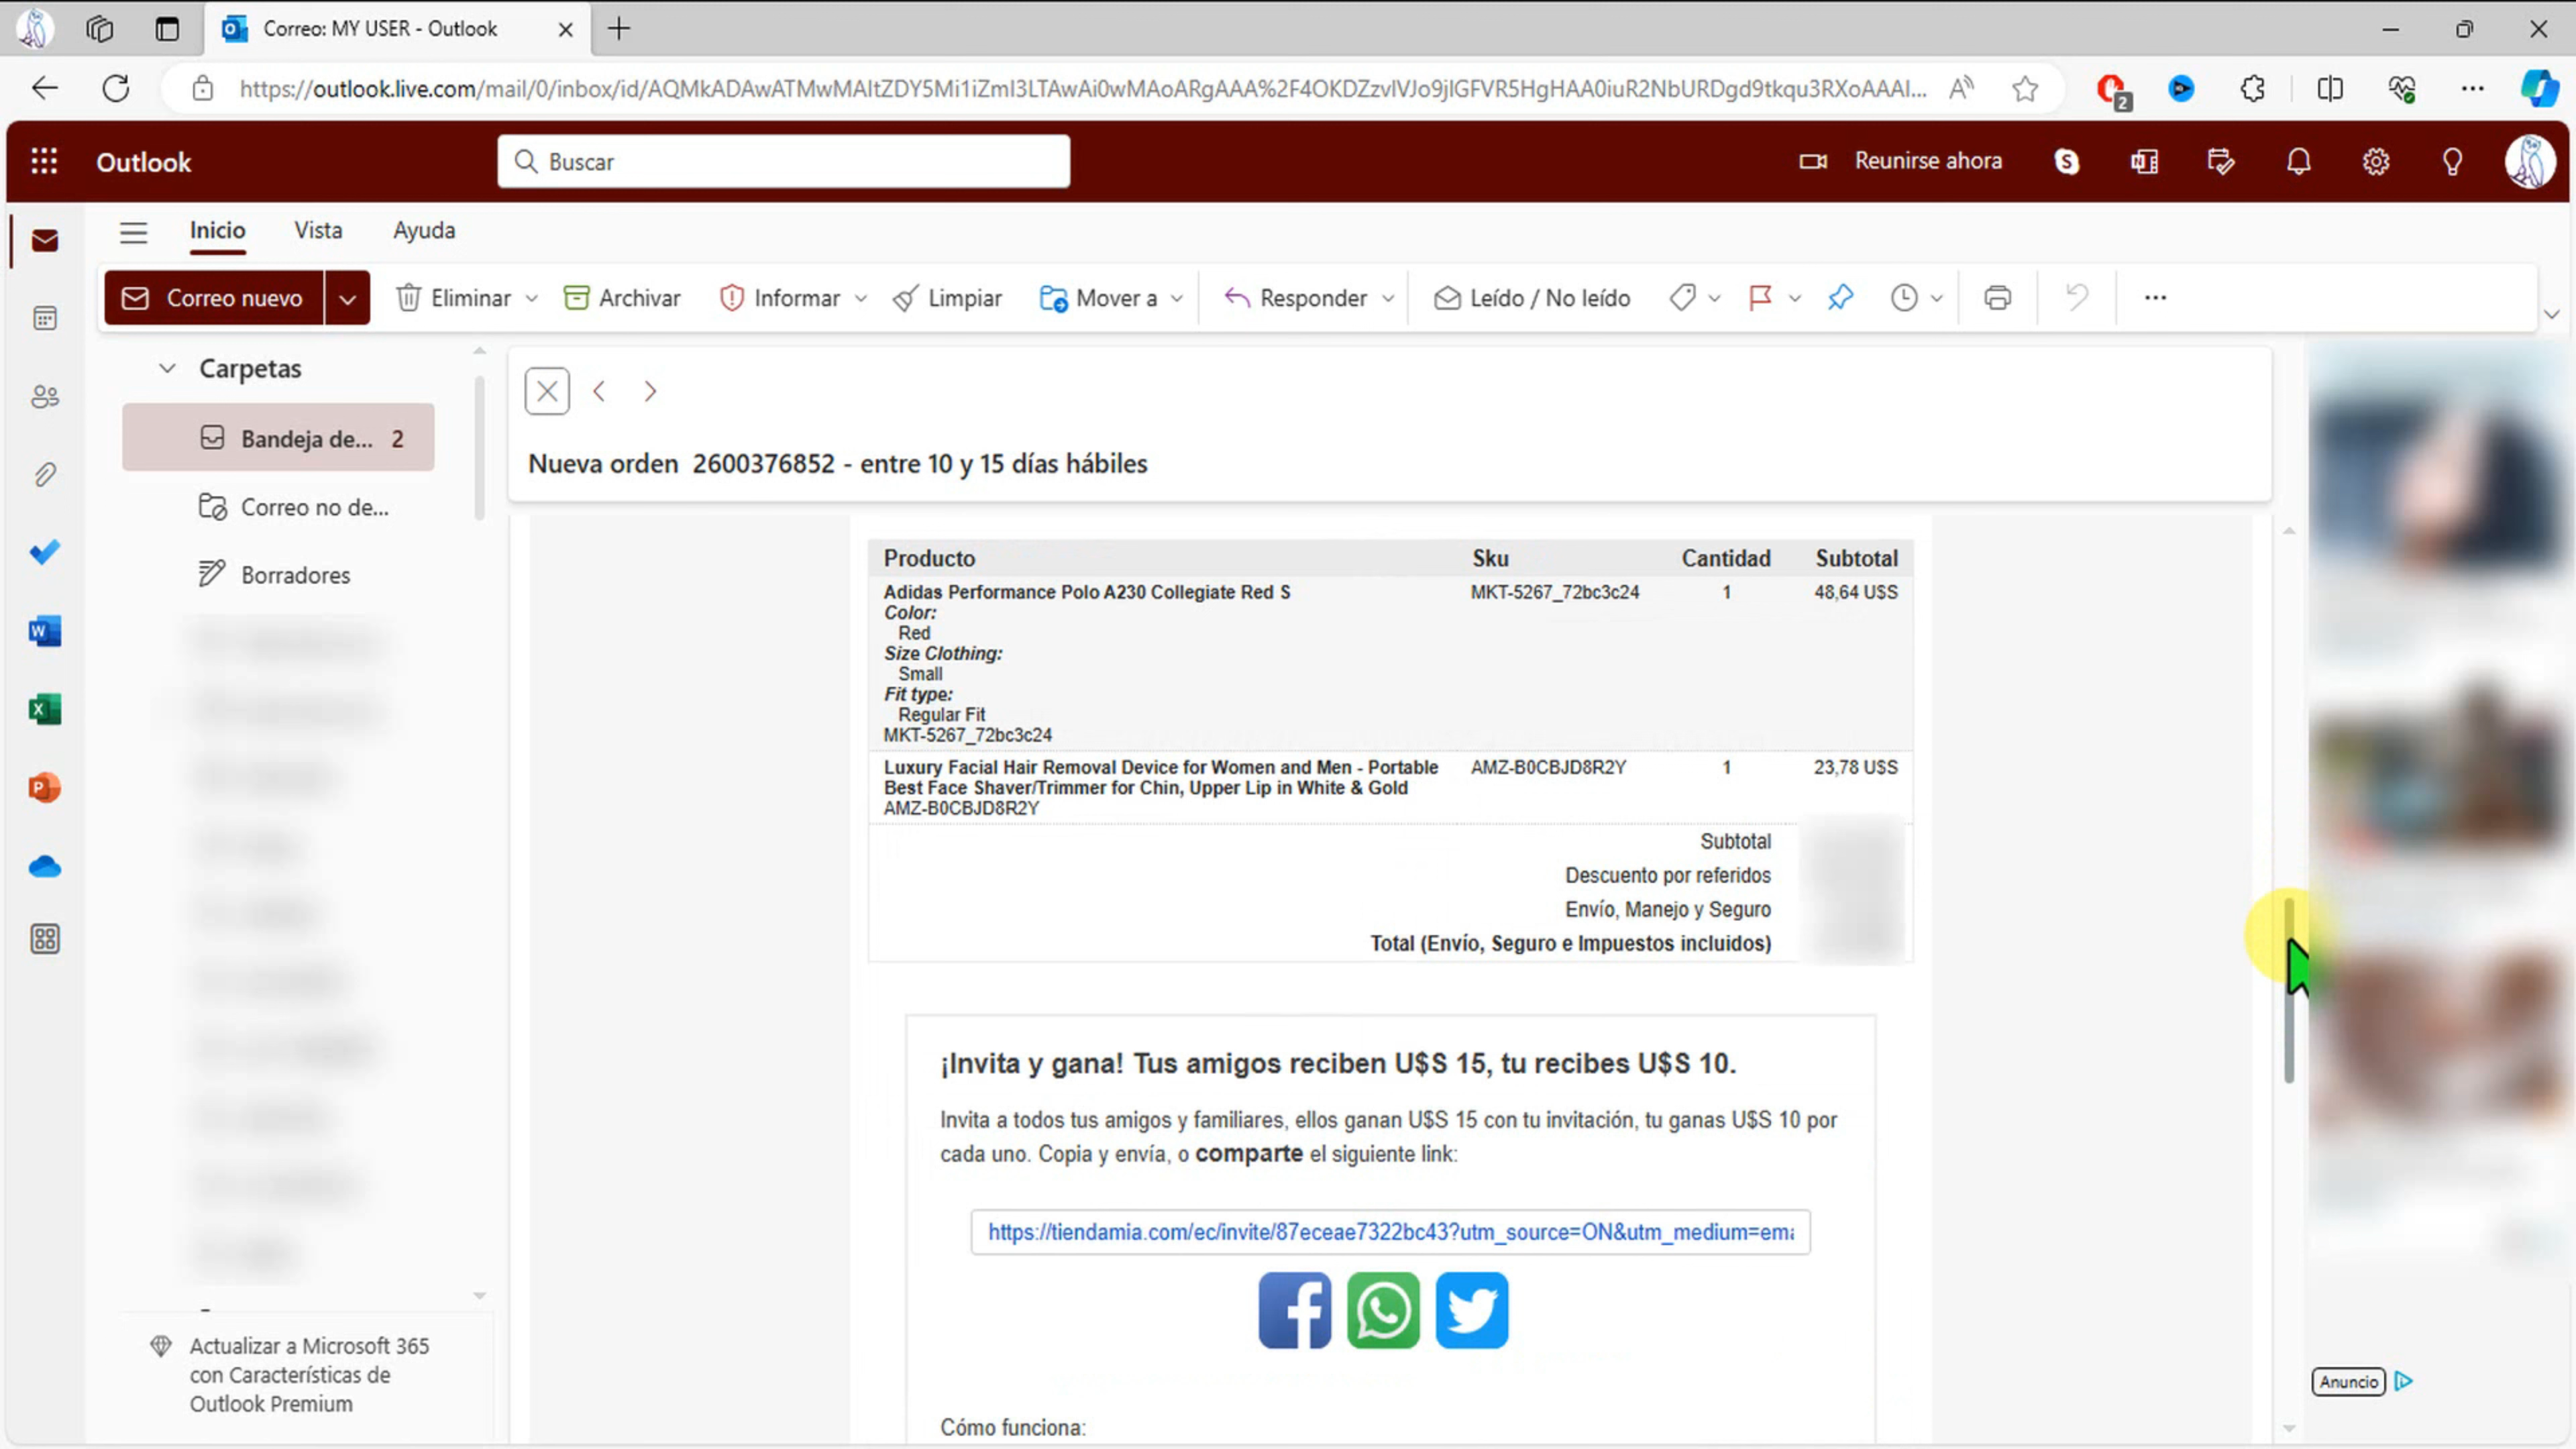 Correo: MY USER - Outlook
https://outlook.live.com/mail/0/inbox/id/AQMkADAwATMwMAItZDY5Mi1iZmI3LTAwAi0wMAoARgAAA%2F4OKDZzvlVJo9jlGFVR5HgHAA0iuR2NbURDgd9tkqu3RXoAAAI...
2
Outlook
Buscar
Reunirse ahora
Inicio Vista Ayuda
Correo nuevo Eliminar Archivar Informar Limpiar Mover a Responder Leído / No leído
Carpetas
Bandeja de... 2
Correo no de...
Borradores
Nueva orden 2600376852 - entre 10 y 15 días hábiles
Producto Sku Cantidad Subtotal
Adidas Performance Polo A230 Collegiate Red S MKT-5267_72bc3c24 1 48,64 U$S
Color:
Red
Size Clothing:
Small
Fit type:
Regular Fit
MKT-5267_72bc3c24
Luxury Facial Hair Removal Device for Women and Men - Portable AMZ-B0CBJD8R2Y 1 23,78 U$S
Best Face Shaver/Trimmer for Chin, Upper Lip in White & Gold
AMZ-B0CBJD8R2Y
Subtotal
Descuento por referidos
Envío, Manejo y Seguro
Total (Envío, Seguro e Impuestos incluidos)
¡Invita y gana! Tus amigos reciben U$S 15, tu recibes U$S 10.
Invita a todos tus amigos y familiares, ellos ganan U$S 15 con tu invitación, tu ganas U$S 10 por
cada uno. Copia y envía, o comparte el siguiente link:
https://tiendamia.com/ec/invite/87eceae7322bc43?utm_source=ON&utm_medium=ema
Cómo funciona:
Actualizar a Microsoft 365
con Características de
Outlook Premium
Anuncio